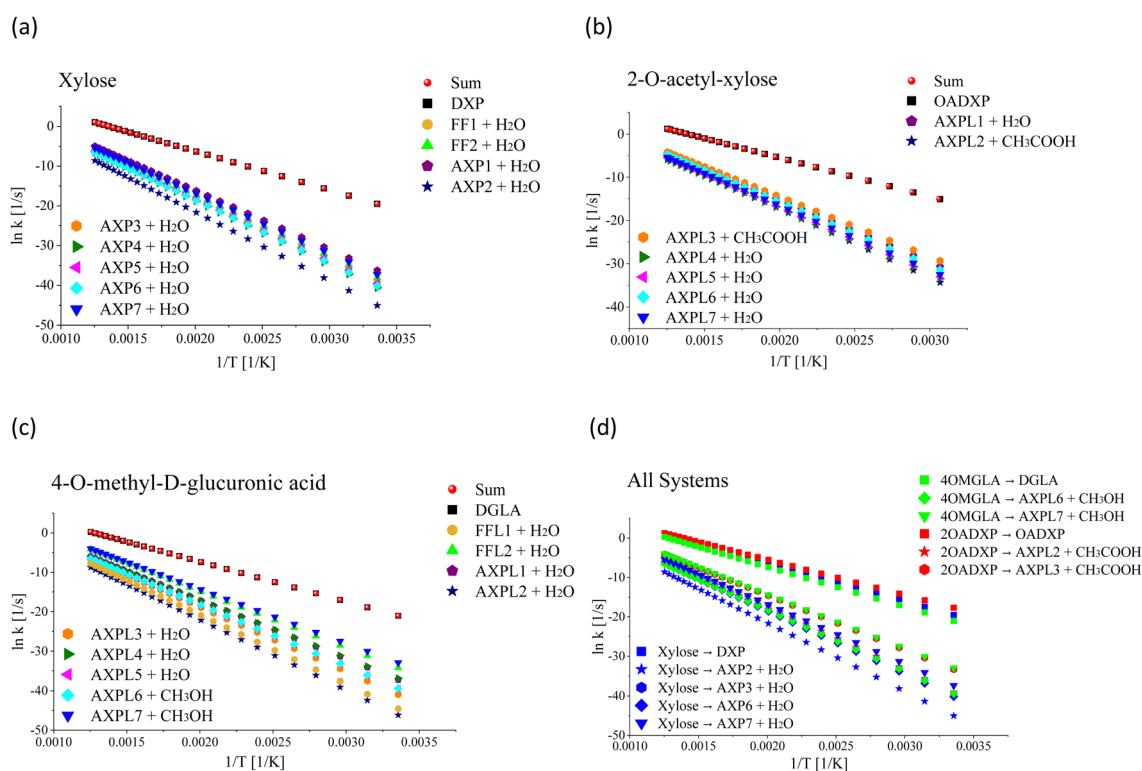 (a)
Xylose
Sum
DXP
FF1 + H2O
FF2 + H2O
AXP1 + H2O
AXP2 + H2O
AXP3 + H2O
AXP4 + H2O
AXP5 + H2O
AXP6 + H2O
AXP7 + H2O
0
-10
-20
-30
-40
-50
ln k [1/s]
0.0010 0.0015 0.0020 0.0025 0.0030 0.0035
1/T [1/K]
(b)
2-O-acetyl-xylose
Sum
OADXP
AXPL1 + H2O
AXPL2 + CH3COOH
AXPL3 + CH3COOH
AXPL4 + H2O
AXPL5 + H2O
AXPL6 + H2O
AXPL7 + H2O
0
-10
-20
-30
-40
ln k [1/s]
0.0010 0.0015 0.0020 0.0025 0.0030
1/T [1/K]
(c)
4-O-methyl-D-glucuronic acid
Sum
DGLA
FFL1 + H2O
FFL2 + H2O
AXPL1 + H2O
AXPL2 + H2O
AXPL3 + H2O
AXPL4 + H2O
AXPL5 + H2O
AXPL6 + CH3OH
AXPL7 + CH3OH
0
-10
-20
-30
-40
-50
ln k [1/s]
0.0010 0.0015 0.0020 0.0025 0.0030 0.0035
1/T [1/K]
(d)
All Systems
4OMGLA → DGLA
4OMGLA → AXPL6 + CH3OH
4OMGLA → AXPL7 + CH3OH
2OADXP → OADXP
2OADXP → AXPL2 + CH3COOH
2OADXP → AXPL3 + CH3COOH
Xylose → DXP
Xylose → AXP2 + H2O
Xylose → AXP3 + H2O
Xylose → AXP6 + H2O
Xylose → AXP7 + H2O
0
-10
-20
-30
-40
-50
ln k [1/s]
0.0010 0.0015 0.0020 0.0025 0.0030 0.0035
1/T [1/K]